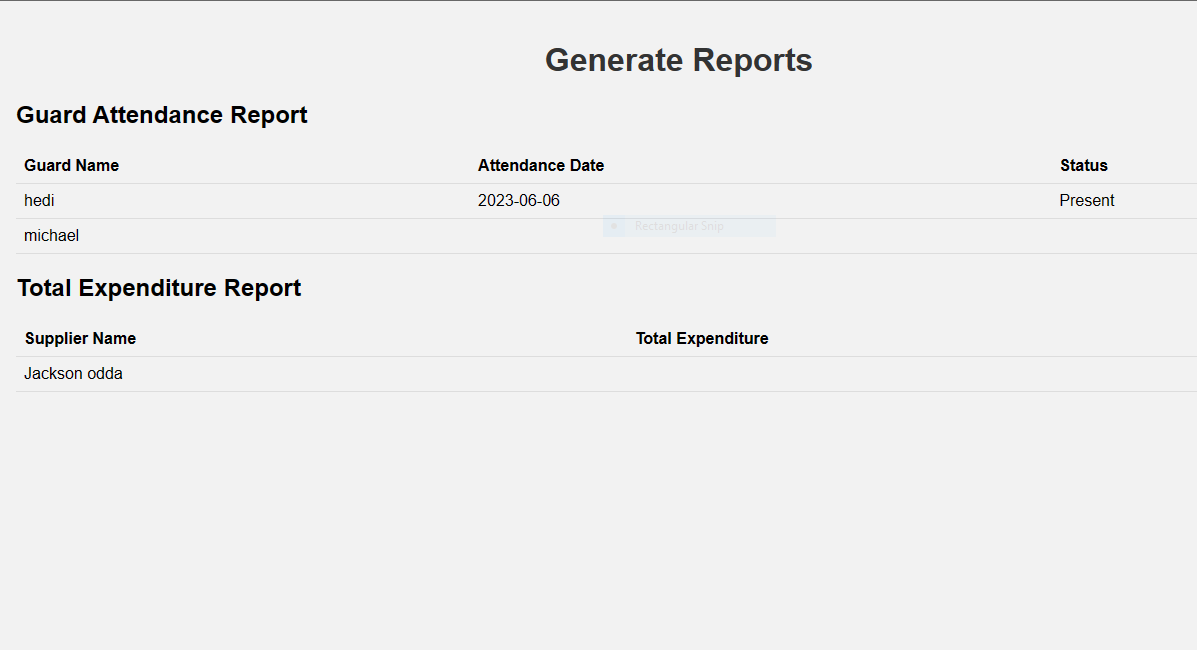 Generate Reports
Guard Attendance Report
Guard Name Attendance Date Status
hedi 2023-06-06 Present
Rectangular Snip
michael
Total Expenditure Report
Supplier Name Total Expenditure
Jackson odda